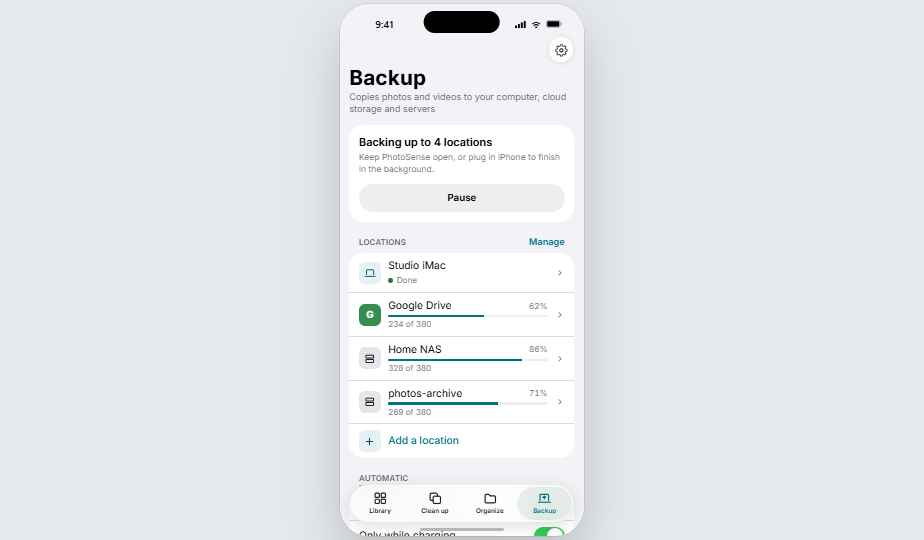 9:41
Backup
Copies photos and videos to your computer, cloud
storage and servers
Backing up to 4 locations
Keep PhotoSense open, or plug in iPhone to finish
in the background.
Pause
LOCATIONS
Manage
Studio iMac
Done
G
Google Drive
62%
234 of 380
Home NAS
86%
328 of 380
photos-archive
71%
269 of 380
Add a location
AUTOMATIC
Library
Clean up
Organize
Backup
Only while charging